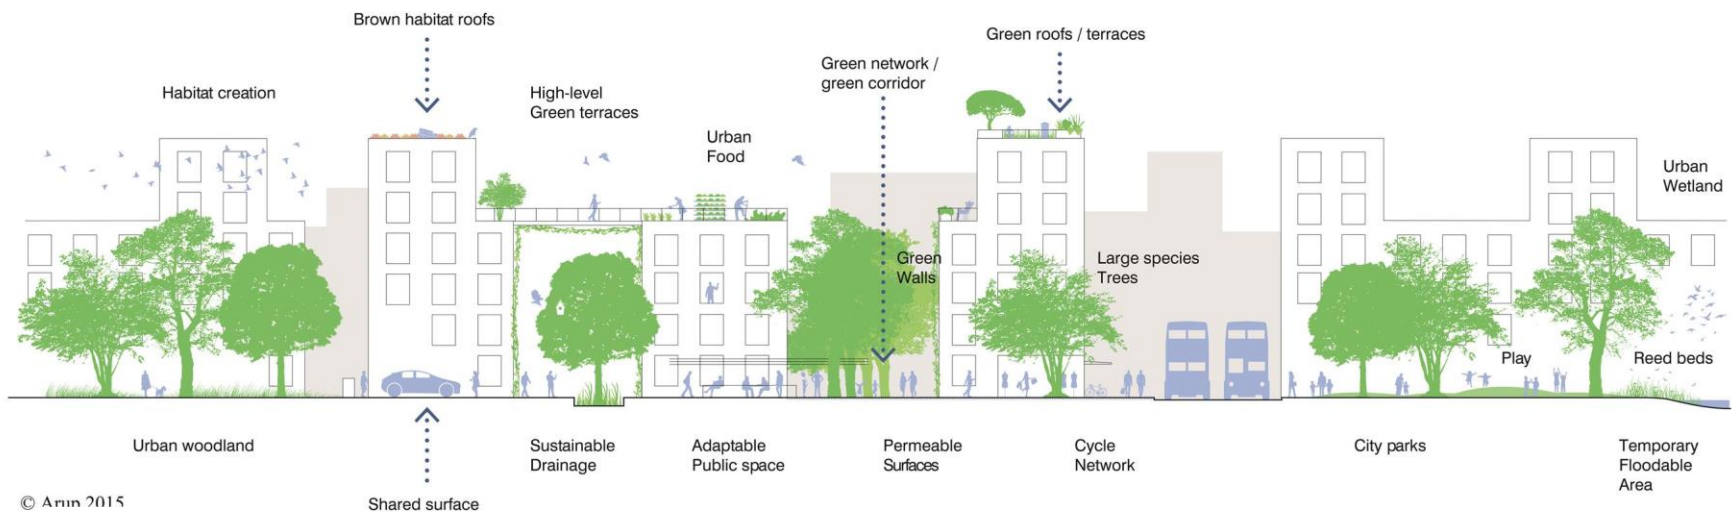 Brown habitat roofs
Green roofs / terraces
Green network /
green corridor
Habitat creation
High-level
Green terraces
Urban
Food
Urban
Wetland
Green
Walls
Large species
Trees
Play
Reed beds
Urban woodland
Sustainable
Drainage
Adaptable
Public space
Permeable
Surfaces
Cycle
Network
City parks
Temporary
Floodable
Area
Shared surface
© Arup 2015